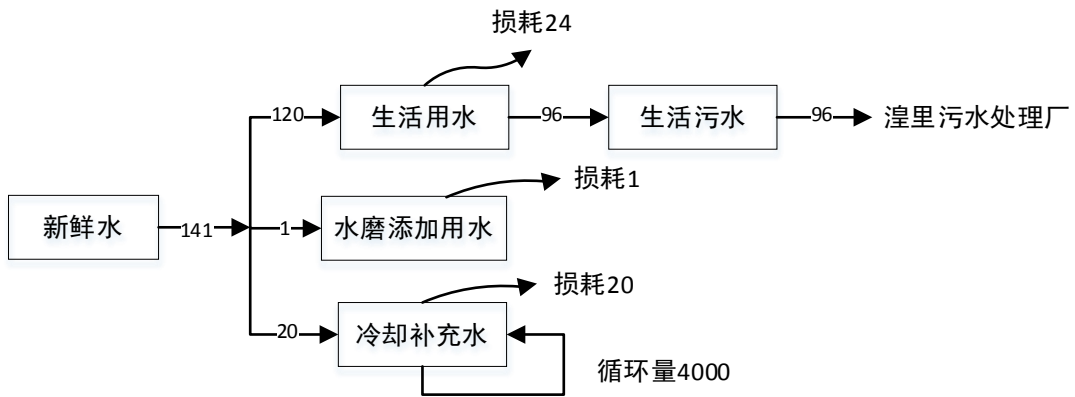 损耗24
120
生活用水
96
生活污水
96
湟里污水处理厂
损耗1
新鲜水
141
1
水磨添加用水
损耗20
20
冷却补充水
循环量4000